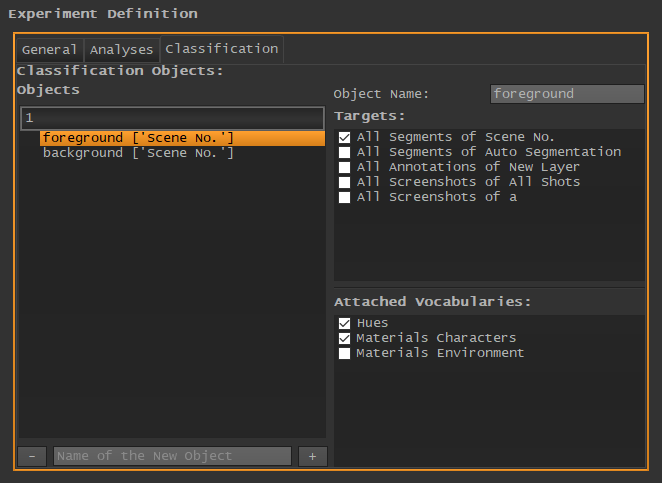 Experiment Definition
General Analyses Classification
Classification Objects:
Objects
1
foreground ['Scene No.']
background ['Scene No.']
- Name of the New Object +
Object Name: foreground
Targets:
All Segments of Scene No.
All Segments of Auto Segmentation
All Annotations of New Layer
All Screenshots of All Shots
All Screenshots of a
Attached Vocabularies:
Hues
Materials Characters
Materials Environment